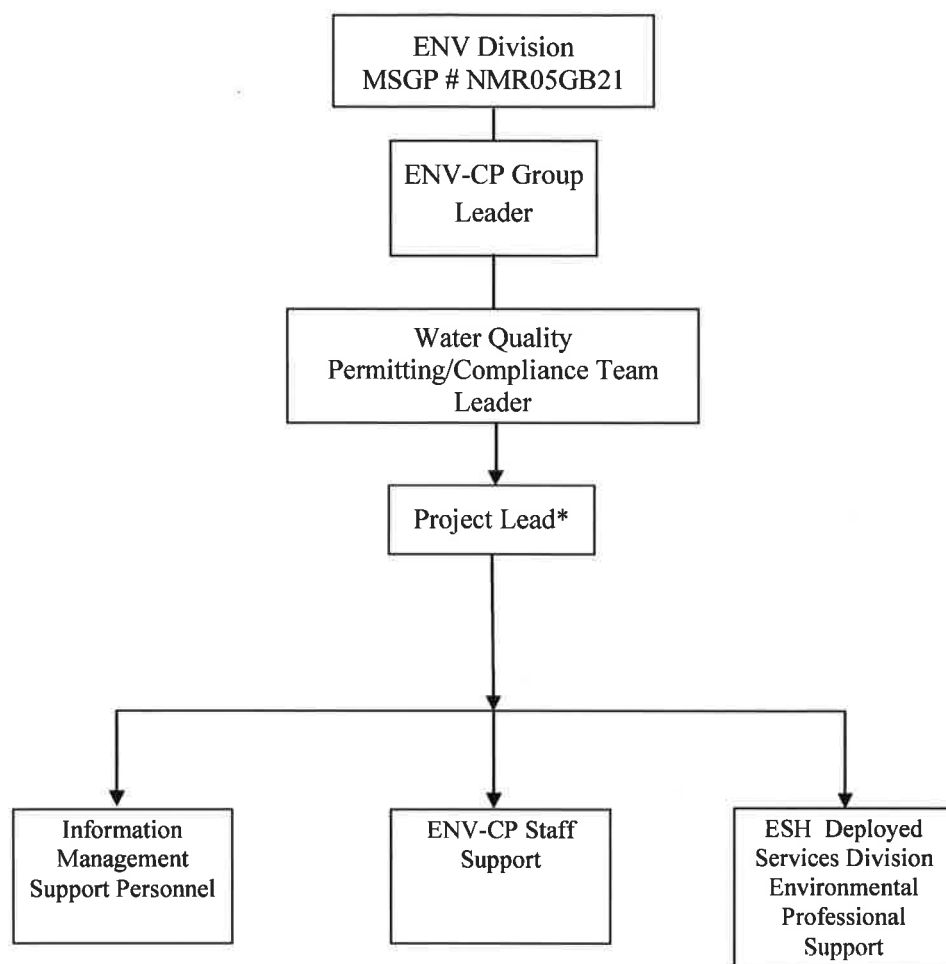 ENV Division
MSGP # NMR05GB21
ENV-CP Group
Leader
Water Quality
Permitting/Compliance Team
Leader
Project Lead*
Information
Management
Support Personnel
ENV-CP Staff
Support
ESH Deployed
Services Division
Environmental
Professional
Support